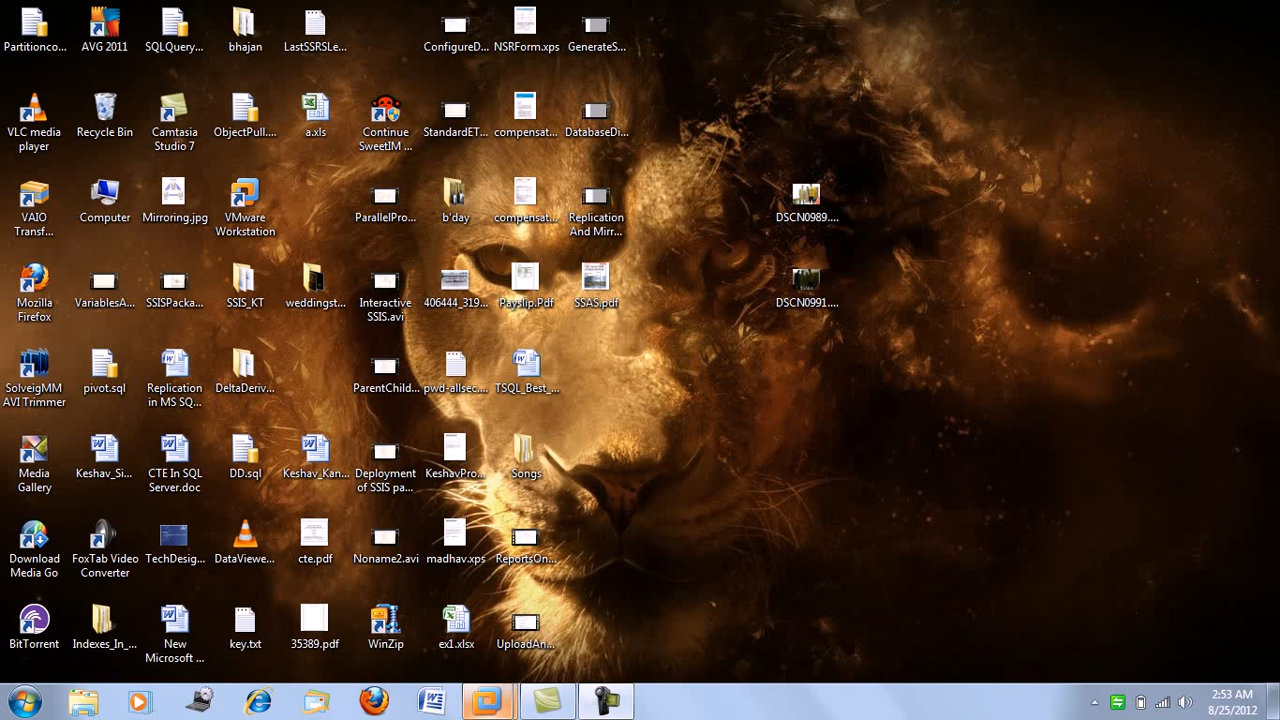 Partitionco...
AVG 2011
SQLQuery...
bhajan
LastSSRSLe...
ConfigureD...
NSRForm.xps
GenerateS...
VLC media
player
Recycle Bin
Camtasia
Studio 7
ObjectPull....
a.xls
Continue
SweetIM ...
StandardET...
compensat...
DatabaseDi...
VAIO
Transf...
Computer
Mirroring.jpg
VMware
Workstation
ParallelPro...
b'day
compensat...
Replication
And Mirr...
DSCN0989....
Mozilla
Firefox
Variable.A...
SSISPacka...
SSIS_KT
weddingst...
Interactive
SSIS.avi
406444_319...
Payslip.Pdf
SSAS.pdf
DSCN0991....
SolveigMM
AVI Trimmer
pivot.sql
Replication
in MS SQ...
DeltaDeriv...
ParentChild...
pwd-allsec....
TSQL_Best_...
Media
Gallery
Keshav_Si...
CTE In SQL
Server.doc
DD.sql
Keshav_Kan...
Deployment
of SSIS pa...
KeshavPro...
Songs
Download
Media Go
FoxTab Video
Converter
TechDesig...
DataViewe...
cte.pdf
Noname2.avi
madhav.xps
ReportsOn...
BitTorrent
Indexes_In_...
New
Microsoft ...
key.txt
35389.pdf
WinZip
ex1.xlsx
UploadAn...
2:53 AM
8/25/2012